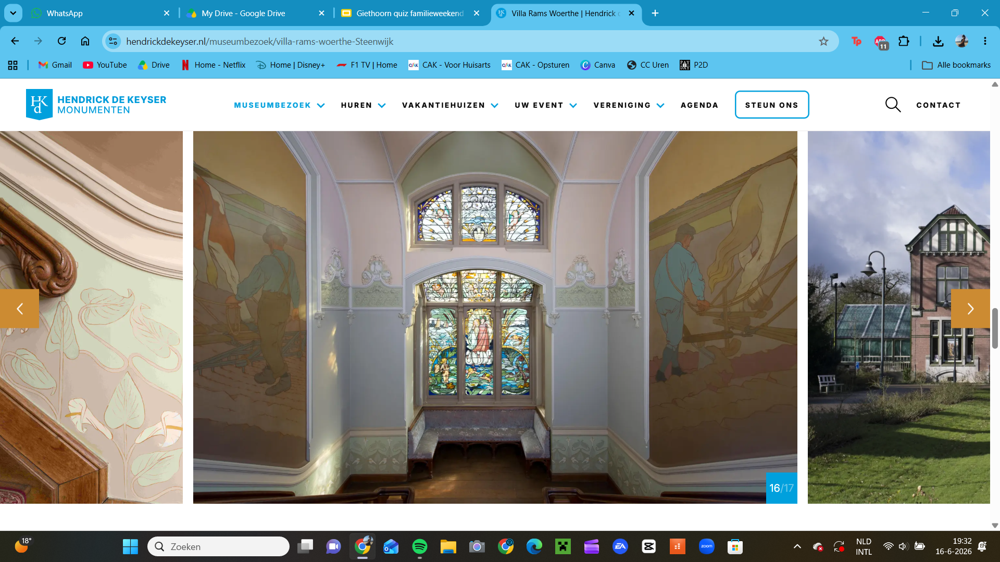 WhatsApp
My Drive - Google Drive
Giethoorn quiz familieweekend
Villa Rams Woerthe | Hendrick
hendrickdekeyser.nl/museumbezoek/villa-rams-woerthe-Steenwijk
11
Gmail
YouTube
Drive
Home - Netflix
Home | Disney+
F1 TV | Home
CAK - Voor Huisarts
CAK - Opsturen
Canva
CC Uren
P2D
Alle bookmarks
HENDRICK DE KEYSER
MONUMENTEN
MUSEUMBEZOEK
HUREN
VAKANTIEHUIZEN
UW EVENT
VERENIGING
AGENDA
STEUN ONS
CONTACT
16/17
18°
Zoeken
zoom
NLD
INTL
19:32
16-6-2026